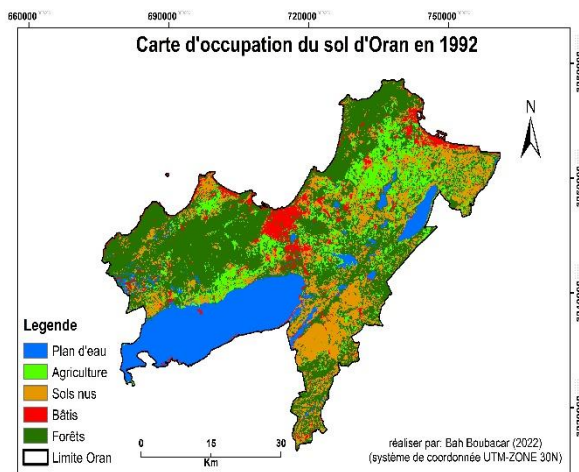 660000 690000 720000 750000
Carte d'occupation du sol d'Oran en 1992
N
Legende
Plan d'eau
Agriculture
Sols nus
Bâtis
Forêts
Limite Oran
0 15 30
Km
réaliser par: Bah Boubacar (2022)
(système de coordonnée UTM-ZONE 30N)